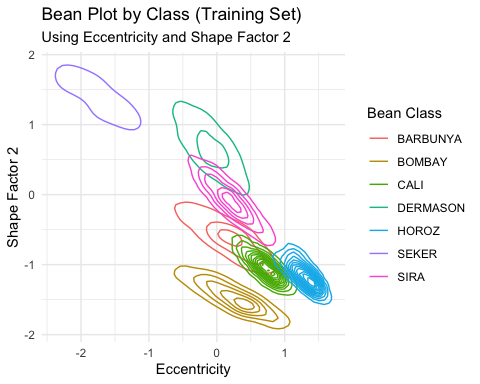 Bean Plot by Class (Training Set)
Using Eccentricity and Shape Factor 2
2
1
0
-1
-2
-2 -1 0 1
Eccentricity
Shape Factor 2
Bean Class
BARBUNYA
BOMBAY
CALI
DERMASON
HOROZ
SEKER
SIRA